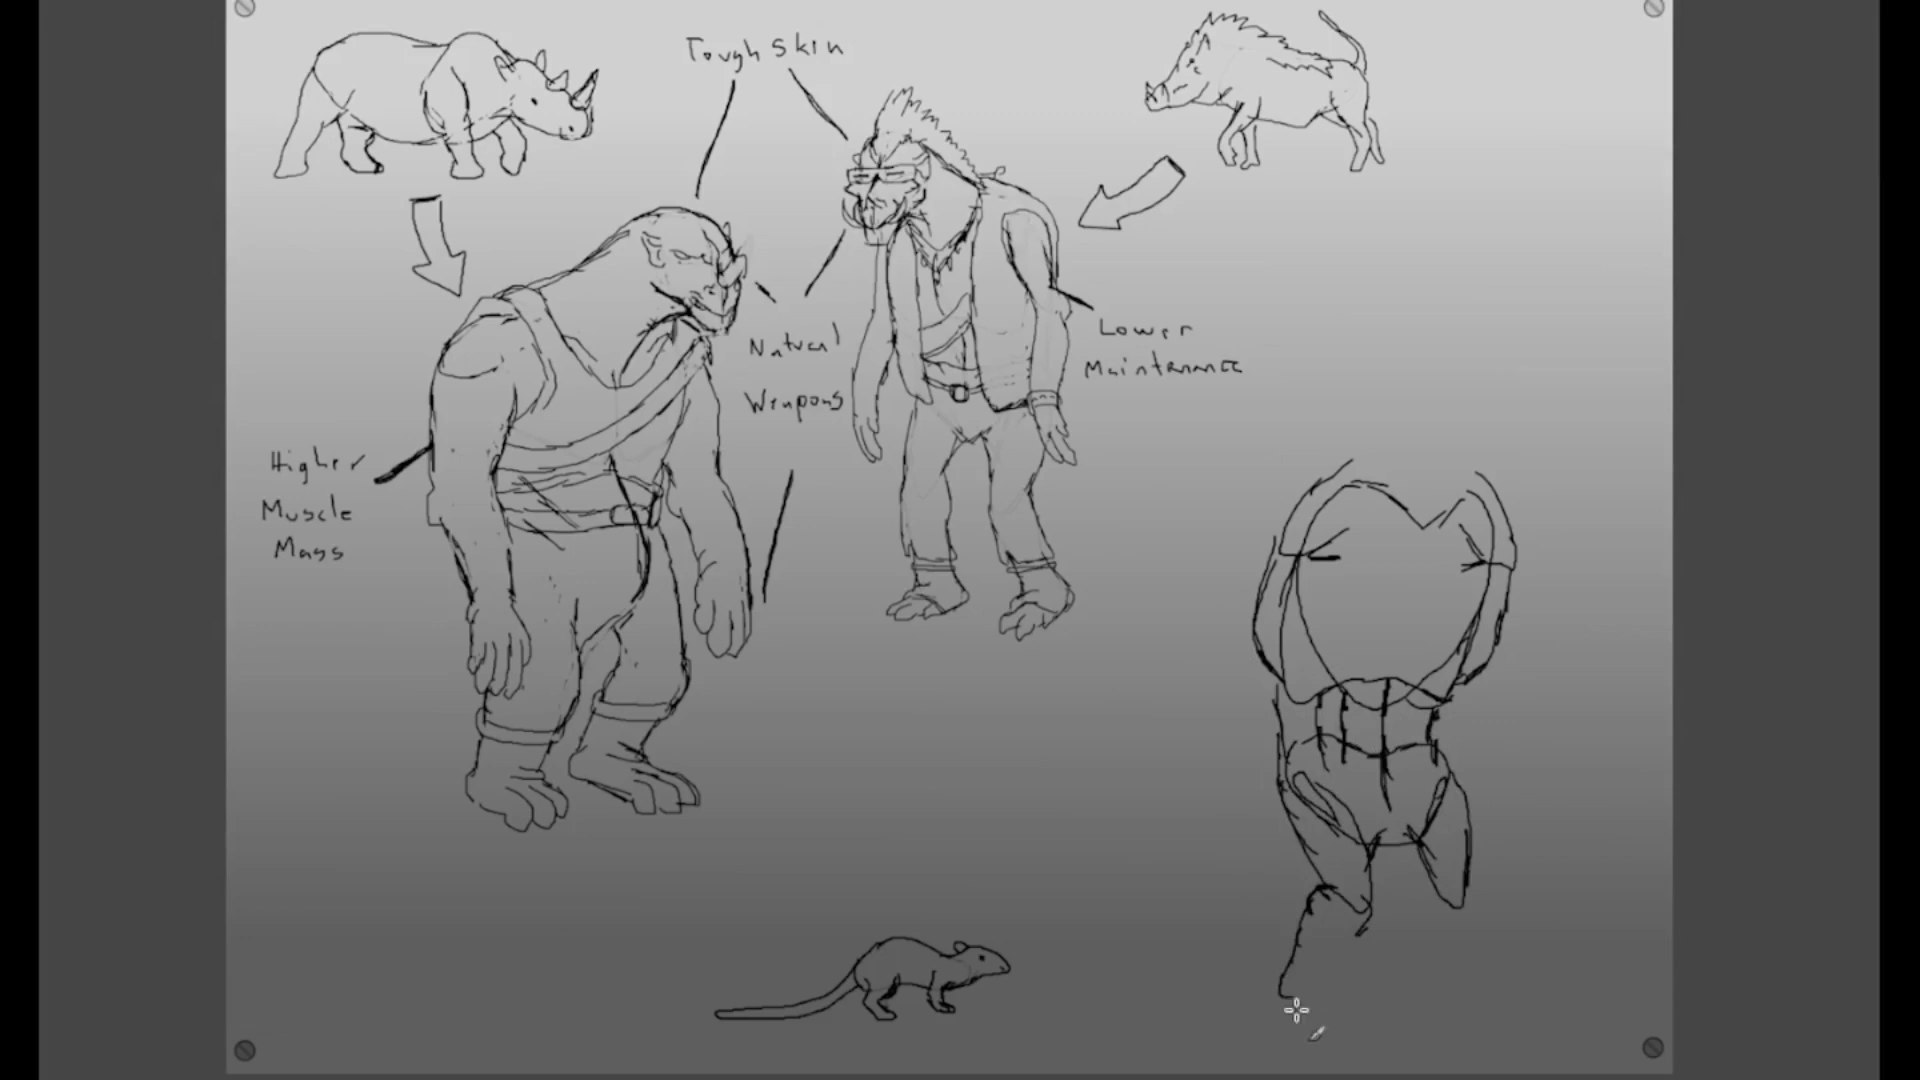 Tough Skin
Natural
Weapons
Lower
Maintenance
Higher
Muscle
Mass